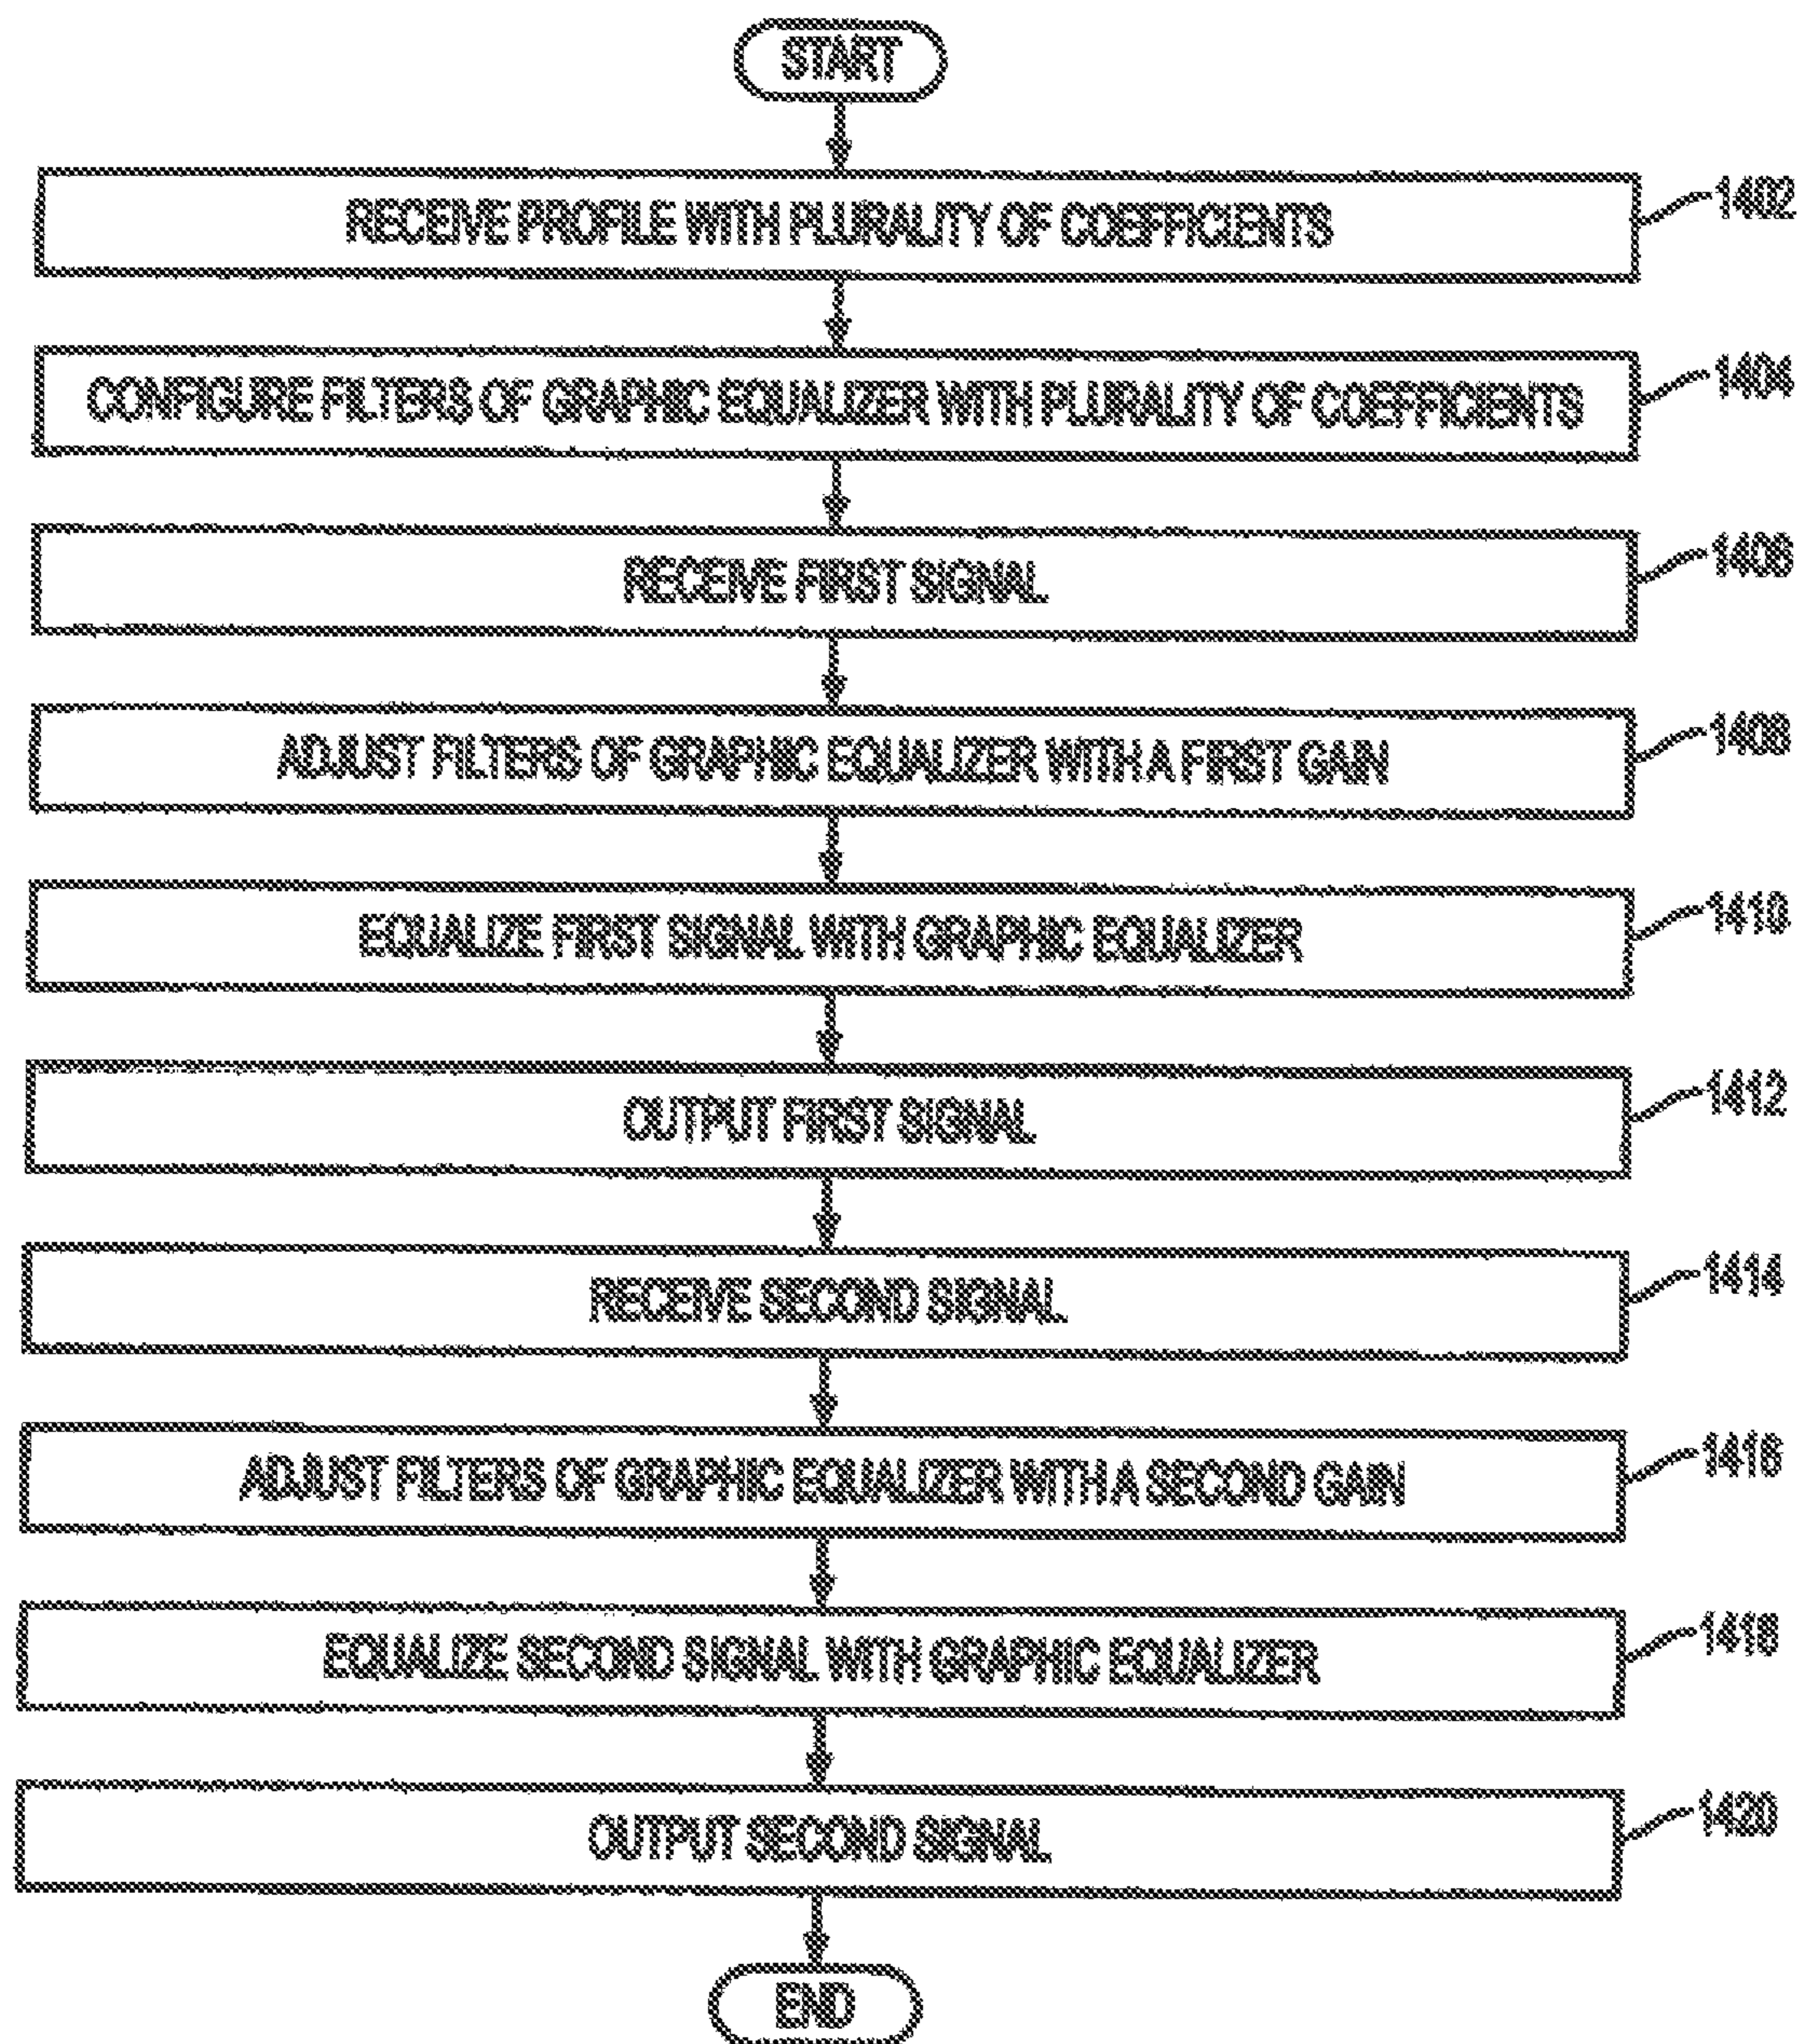 START
RECEIVE PROFILE WITH PLURALITY OF COEFFICIENTS
1402
CONFIGURE FILTERS OF GRAPHIC EQUALIZER WITH PLURALITY OF COEFFICIENTS
1404
RECEIVE FIRST SIGNAL
1406
ADJUST FILTERS OF GRAPHIC EQUALIZER WITH A FIRST GAIN
1408
EQUALIZE FIRST SIGNAL WITH GRAPHIC EQUALIZER
1410
OUTPUT FIRST SIGNAL
1412
RECEIVE SECOND SIGNAL
1414
ADJUST FILTERS OF GRAPHIC EQUALIZER WITH A SECOND GAIN
1416
EQUALIZE SECOND SIGNAL WITH GRAPHIC EQUALIZER
1418
OUTPUT SECOND SIGNAL
1420
END